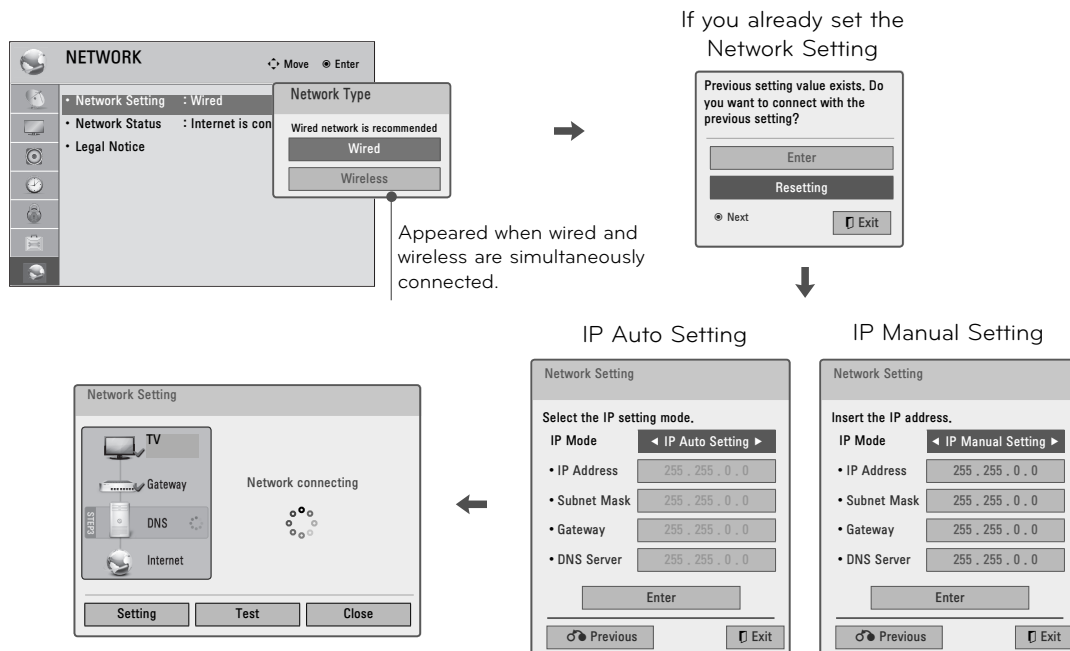 If you already set the
Network Setting
NETWORK
Move Enter
• Network Setting : Wired
• Network Status : Internet is con
• Legal Notice
Network Type
Wired network is recommended
Wired
Wireless
Appeared when wired and
wireless are simultaneously
connected.
Previous setting value exists. Do
you want to connect with the
previous setting?
Enter
Resetting
Next
Exit
IP Auto Setting
Network Setting
Select the IP setting mode.
IP Mode ◄ IP Auto Setting ►
• IP Address 255 . 255 . 0 . 0
• Subnet Mask 255 . 255 . 0 . 0
• Gateway 255 . 255 . 0 . 0
• DNS Server 255 . 255 . 0 . 0
Enter
Previous
Exit
IP Manual Setting
Network Setting
Insert the IP address.
IP Mode ◄ IP Manual Setting ►
• IP Address 255 . 255 . 0 . 0
• Subnet Mask 255 . 255 . 0 . 0
• Gateway 255 . 255 . 0 . 0
• DNS Server 255 . 255 . 0 . 0
Enter
Previous
Exit
Network Setting
TV
Gateway
STEP3
DNS
Internet
Network connecting
Setting
Test
Close